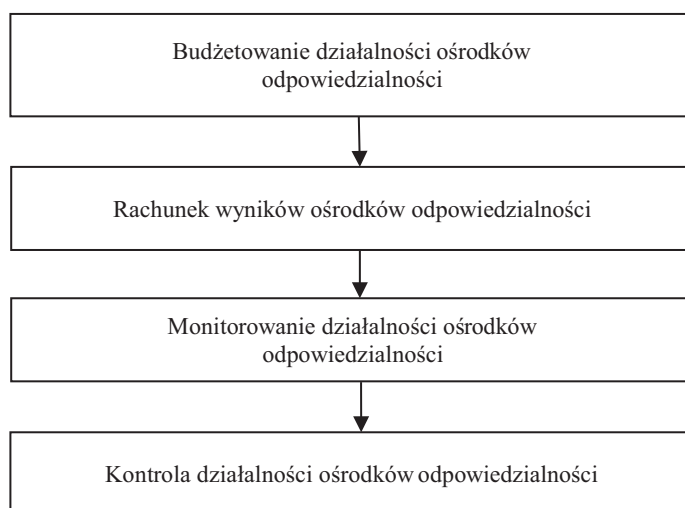 Budżetowanie działalności ośrodków
odpowiedzialności
Rachunek wyników ośrodków odpowiedzialności
Monitorowanie działalności ośrodków
odpowiedzialności
Kontrola działalności ośrodków odpowiedzialności